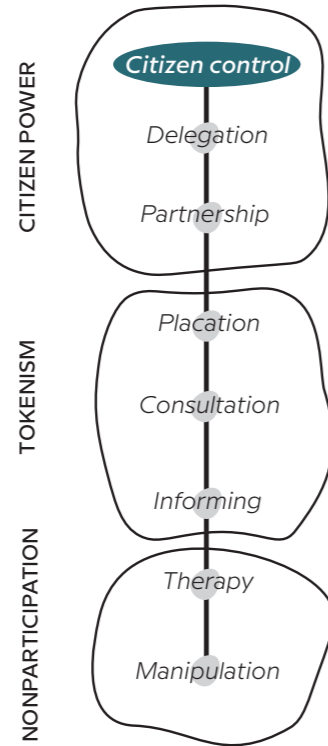 CITIZEN POWER
Citizen control
Delegation
Partnership
TOKENISM
Placation
Consultation
Informing
NONPARTICIPATION
Therapy
Manipulation